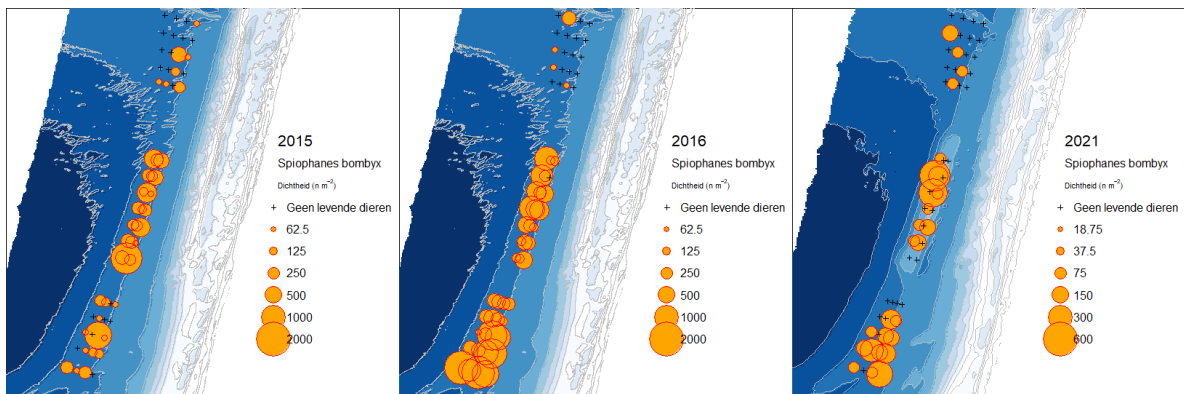 2015
Spiophanes bombyx
Dichtheid (n m⁻²)
Geen levende dieren
62.5
125
250
500
1000
2000
2016
Spiophanes bombyx
Dichtheid (n m⁻²)
Geen levende dieren
62.5
125
250
500
1000
2000
2021
Spiophanes bombyx
Dichtheid (n m⁻²)
Geen levende dieren
18.75
37.5
75
150
300
600